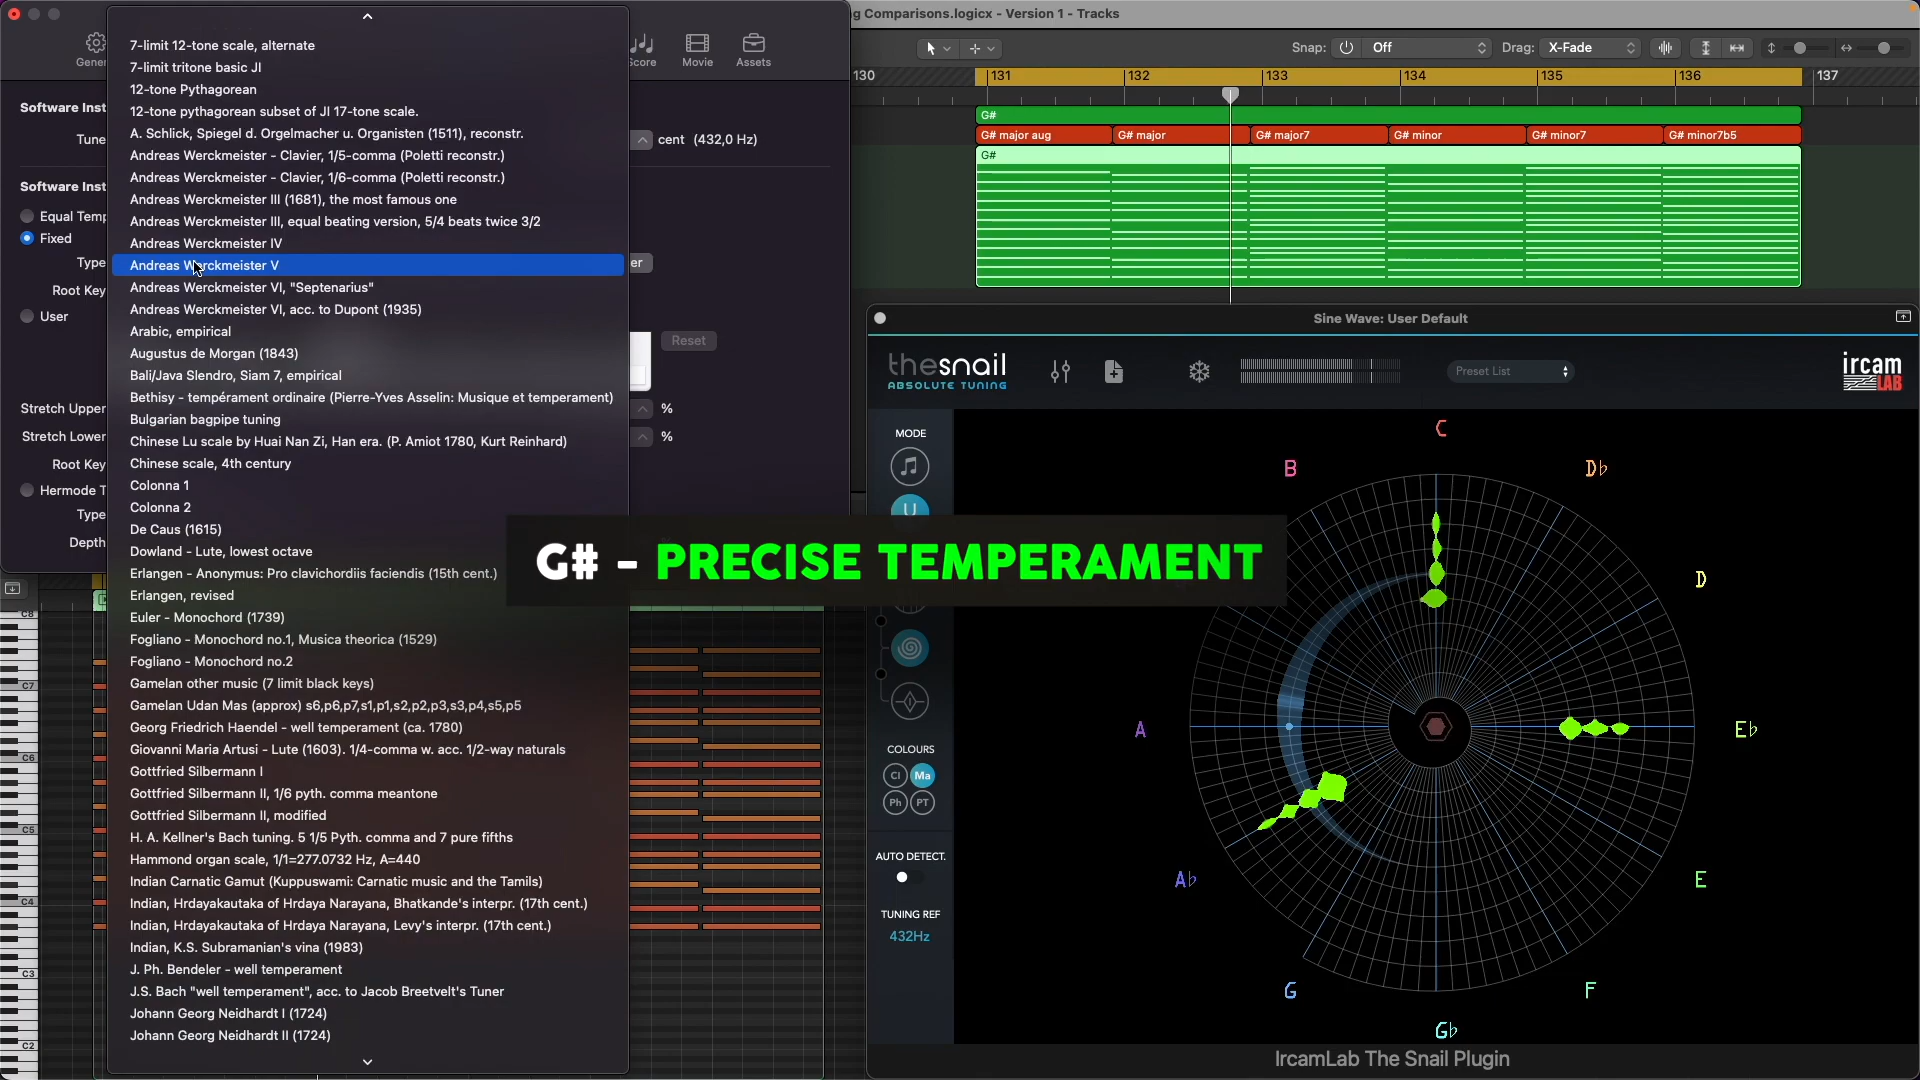 g Comparisons.logicx - Version 1 - Tracks
Gener
Score
Movie
Assets
Snap:
Off
Drag:
X-Fade
130
131
132
133
134
135
136
137
Software Inst
Tune
cent (432,0 Hz)
Software Inst
Equal Temp
Fixed
Type
er
Root Key
User
Reset
Stretch Upper
%
Stretch Lower
%
Root Key
Hermode T
Type
Depth
7-limit 12-tone scale, alternate
7-limit tritone basic JI
12-tone Pythagorean
12-tone pythagorean subset of JI 17-tone scale.
A. Schlick, Spiegel d. Orgelmacher u. Organisten (1511), reconstr.
Andreas Werckmeister - Clavier, 1/5-comma (Poletti reconstr.)
Andreas Werckmeister - Clavier, 1/6-comma (Poletti reconstr.)
Andreas Werckmeister III (1681), the most famous one
Andreas Werckmeister III, equal beating version, 5/4 beats twice 3/2
Andreas Werckmeister IV
Andreas Werckmeister V
Andreas Werckmeister VI, "Septenarius"
Andreas Werckmeister VI, acc. to Dupont (1935)
Arabic, empirical
Augustus de Morgan (1843)
Bali/Java Slendro, Siam 7, empirical
Bethisy - tempérament ordinaire (Pierre-Yves Asselin: Musique et temperament)
Bulgarian bagpipe tuning
Chinese Lu scale by Huai Nan Zi, Han era. (P. Amiot 1780, Kurt Reinhard)
Chinese scale, 4th century
Colonna 1
Colonna 2
De Caus (1615)
Dowland - Lute, lowest octave
Erlangen - Anonymus: Pro clavichordiis faciendis (15th cent.)
Erlangen, revised
Euler - Monochord (1739)
Fogliano - Monochord no.1, Musica theorica (1529)
Fogliano - Monochord no.2
Gamelan other music (7 limit black keys)
Gamelan Udan Mas (approx) s6,p6,p7,s1,p1,s2,p2,p3,s3,p4,s5,p5
Georg Friedrich Haendel - well temperament (ca. 1780)
Giovanni Maria Artusi - Lute (1603). 1/4-comma w. acc. 1/2-way naturals
Gottfried Silbermann I
Gottfried Silbermann II, 1/6 pyth. comma meantone
Gottfried Silbermann II, modified
H. A. Kellner's Bach tuning. 5 1/5 Pyth. comma and 7 pure fifths
Hammond organ scale, 1/1=277.0732 Hz, A=440
Indian Carnatic Gamut (Kuppuswami: Carnatic music and the Tamils)
Indian, Hrdayakautaka of Hrdaya Narayana, Bhatkande's interpr. (17th cent.)
Indian, Hrdayakautaka of Hrdaya Narayana, Levy's interpr. (17th cent.)
Indian, K.S. Subramanian's vina (1983)
J. Ph. Bendeler - well temperament
J.S. Bach "well temperament", acc. to Jacob Breetvelt's Tuner
Johann Georg Neidhardt I (1724)
Johann Georg Neidhardt II (1724)
G#
G# major aug
G# major
G# major7
G# minor
G# minor7
G# minor7b5
G#
Sine Wave: User Default
thesnail
ABSOLUTE TUNING
Preset List
ircam
LAB
MODE
U
G# - PRECISE TEMPERAMENT
COLOURS
Cl
Ma
Ph
PT
AUTO DETECT.
TUNING REF
432Hz
C
D♭
D
E♭
E
F
G♭
G
A♭
A
B
C8
C7
C6
C5
C4
C3
C2
IrcamLab The Snail Plugin